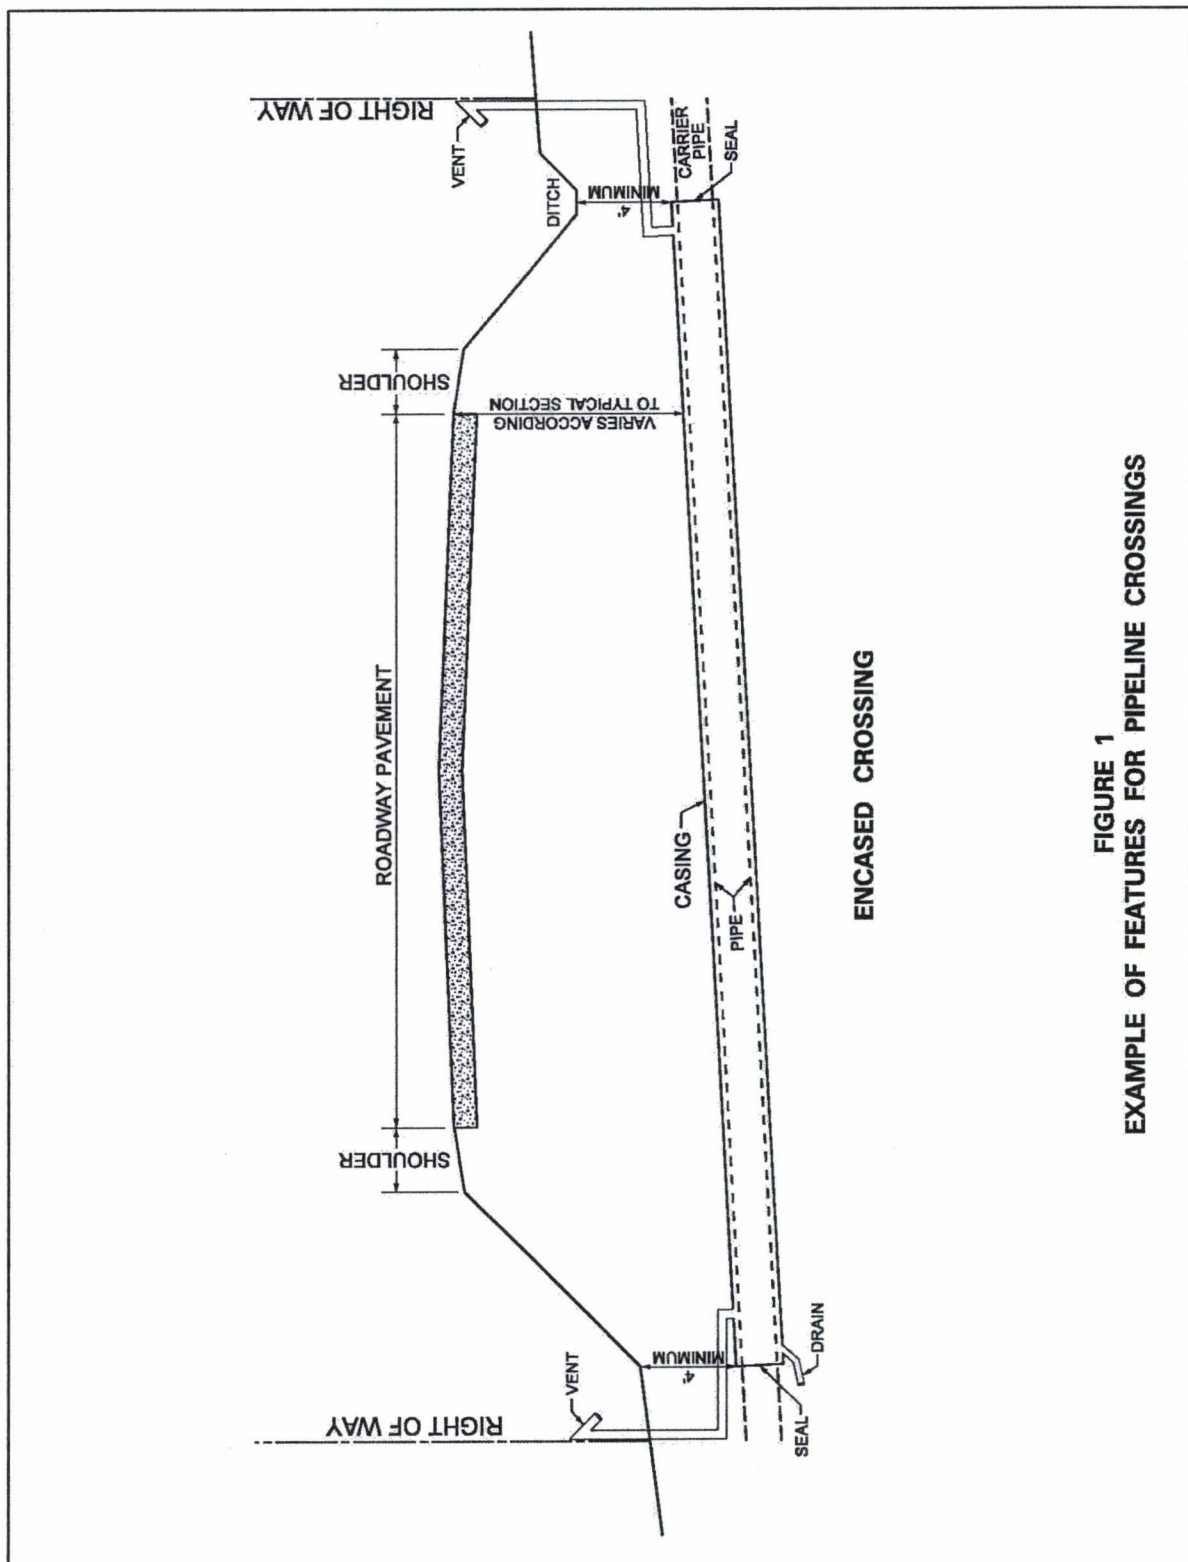 RIGHT OF WAY
RIGHT OF WAY
VENT
VENT
SHOULDER
ROADWAY PAVEMENT
SHOULDER
DITCH
4'
MINIMUM
VARIES ACCORDING
TO TYPICAL SECTION
4'
MINIMUM
CARRIER
PIPE
SEAL
CASING
PIPE
SEAL
DRAIN
ENCASED CROSSING
FIGURE 1
EXAMPLE OF FEATURES FOR PIPELINE CROSSINGS